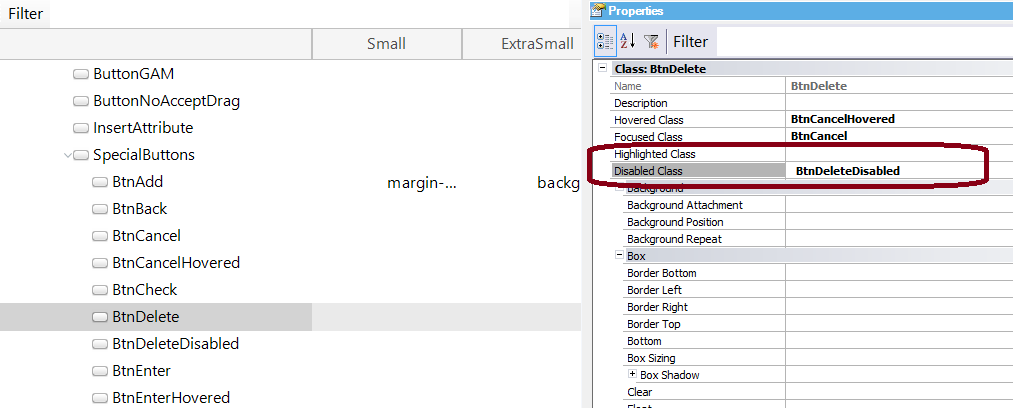 Filter
Small ExtraSmall
ButtonGAM
ButtonNoAcceptDrag
InsertAttribute
SpecialButtons
BtnAdd margin-... backg
BtnBack
BtnCancel
BtnCancelHovered
BtnCheck
BtnDelete
BtnDeleteDisabled
BtnEnter
BtnEnterHovered
Properties
A Z Filter
Class: BtnDelete
Name BtnDelete
Description
Hovered Class BtnCancelHovered
Focused Class BtnCancel
Highlighted Class
Disabled Class BtnDeleteDisabled
Background
Background Attachment
Background Position
Background Repeat
Box
Border Bottom
Border Left
Border Right
Border Top
Bottom
Box Sizing
Box Shadow
Clear
Float